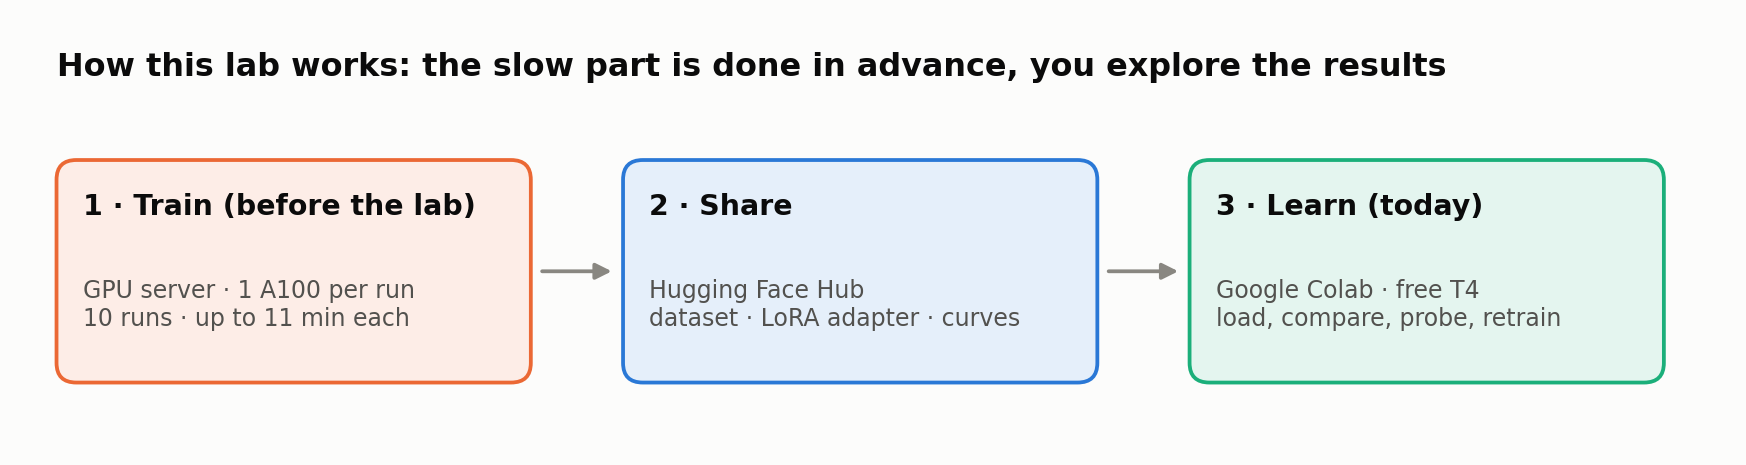 How this lab works: the slow part is done in advance, you explore the results
1 · Train (before the lab)
GPU server · 1 A100 per run
10 runs · up to 11 min each
2 · Share
Hugging Face Hub
dataset · LoRA adapter · curves
3 · Learn (today)
Google Colab · free T4
load, compare, probe, retrain